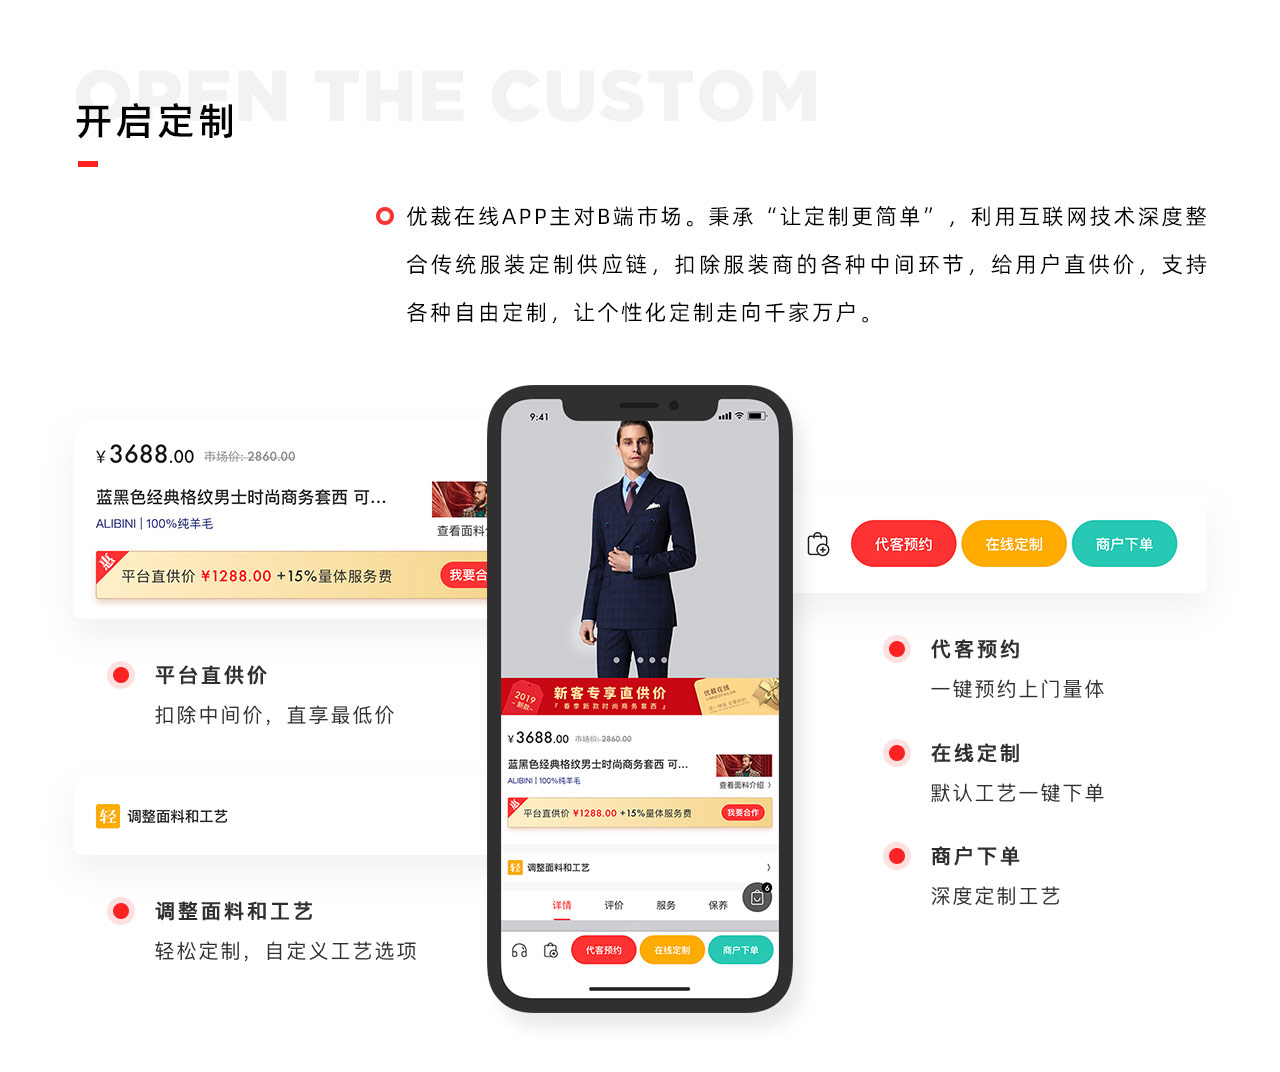 OPEN THE CUSTOM
开启定制
优裁在线APP主对B端市场。秉承“让定制更简单”，利用互联网技术深度整
合传统服装定制供应链，扣除服装商的各种中间环节，给用户直供价，支持
各种自由定制，让个性化定制走向千家万户。
¥3688.00 市场价: 2860.00
蓝黑色经典格纹男士时尚商务套西 可...
ALIBINI | 100%纯羊毛
查看面料
惠
平台直供价 ¥1288.00 +15%量体服务费
我要合
平台直供价
扣除中间价，直享最低价
轻 调整面料和工艺
调整面料和工艺
轻松定制，自定义工艺选项
9:41
2019
新款
新客专享直供价
『春季新款时尚商务套西』
优裁在线
¥3688.00 市场价: 2860.00
蓝黑色经典格纹男士时尚商务套西 可...
ALIBINI | 100%纯羊毛
查看面料介绍 〉
惠
平台直供价 ¥1288.00 +15%量体服务费
我要合作
轻 调整面料和工艺 〉
6
详情 评价 服务 保养
代客预约 在线定制 商户下单
代客预约 在线定制 商户下单
代客预约
一键预约上门量体
在线定制
默认工艺一键下单
商户下单
深度定制工艺